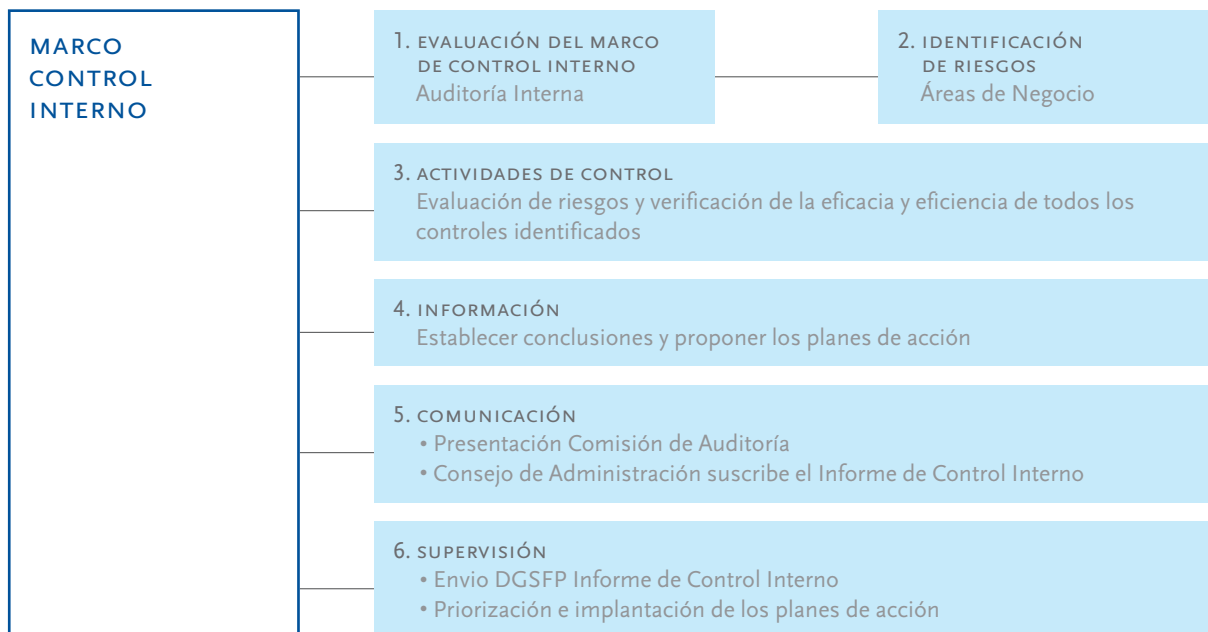 MARCO
CONTROL
INTERNO
1. EVALUACIÓN DEL MARCO
DE CONTROL INTERNO
Auditoría Interna
2. IDENTIFICACIÓN
DE RIESGOS
Áreas de Negocio
3. ACTIVIDADES DE CONTROL
Evaluación de riesgos y verificación de la eficacia y eficiencia de todos los
controles identificados
4. INFORMACIÓN
Establecer conclusiones y proponer los planes de acción
5. COMUNICACIÓN
• Presentación Comisión de Auditoría
• Consejo de Administración suscribe el Informe de Control Interno
6. SUPERVISIÓN
• Envio DGSFP Informe de Control Interno
• Priorización e implantación de los planes de acción